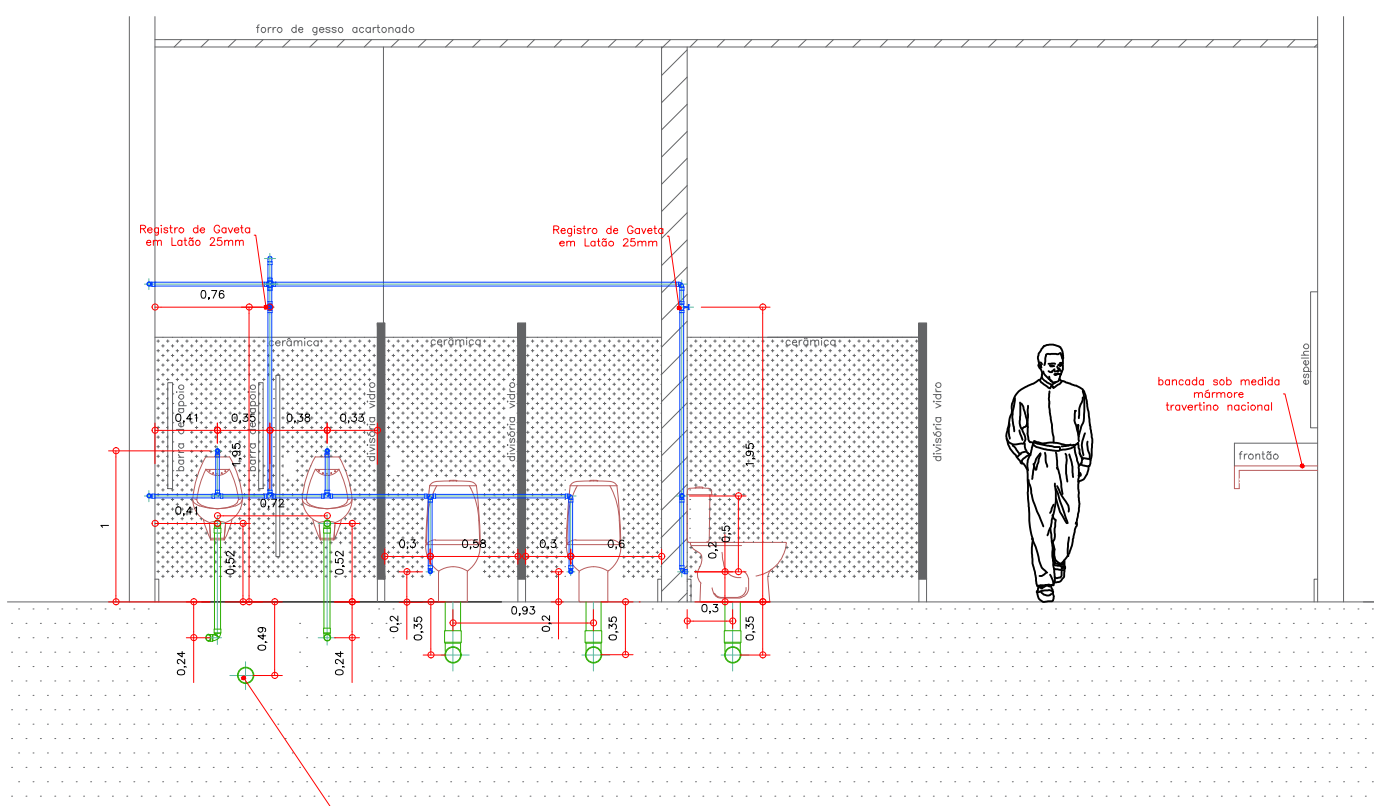 forro de gesso acartonado
Registro de Gaveta
em Latão 25mm
Registro de Gaveta
em Latão 25mm
0,76
cerâmica
cerâmica
cerâmica
espelho
bancada sob medida
mármore
travertino nacional
frontão
barra de apoio
barra de apoio
divisória vidro
divisória vidro
divisória vidro
0,41
0,35
0,38
0,33
1,95
1,95
1
0,72
0,41
0,52
0,52
0,3
0,58
0,3
0,6
0,2
0,5
0,3
0,93
0,2
0,35
0,2
0,35
0,35
0,49
0,24
0,24